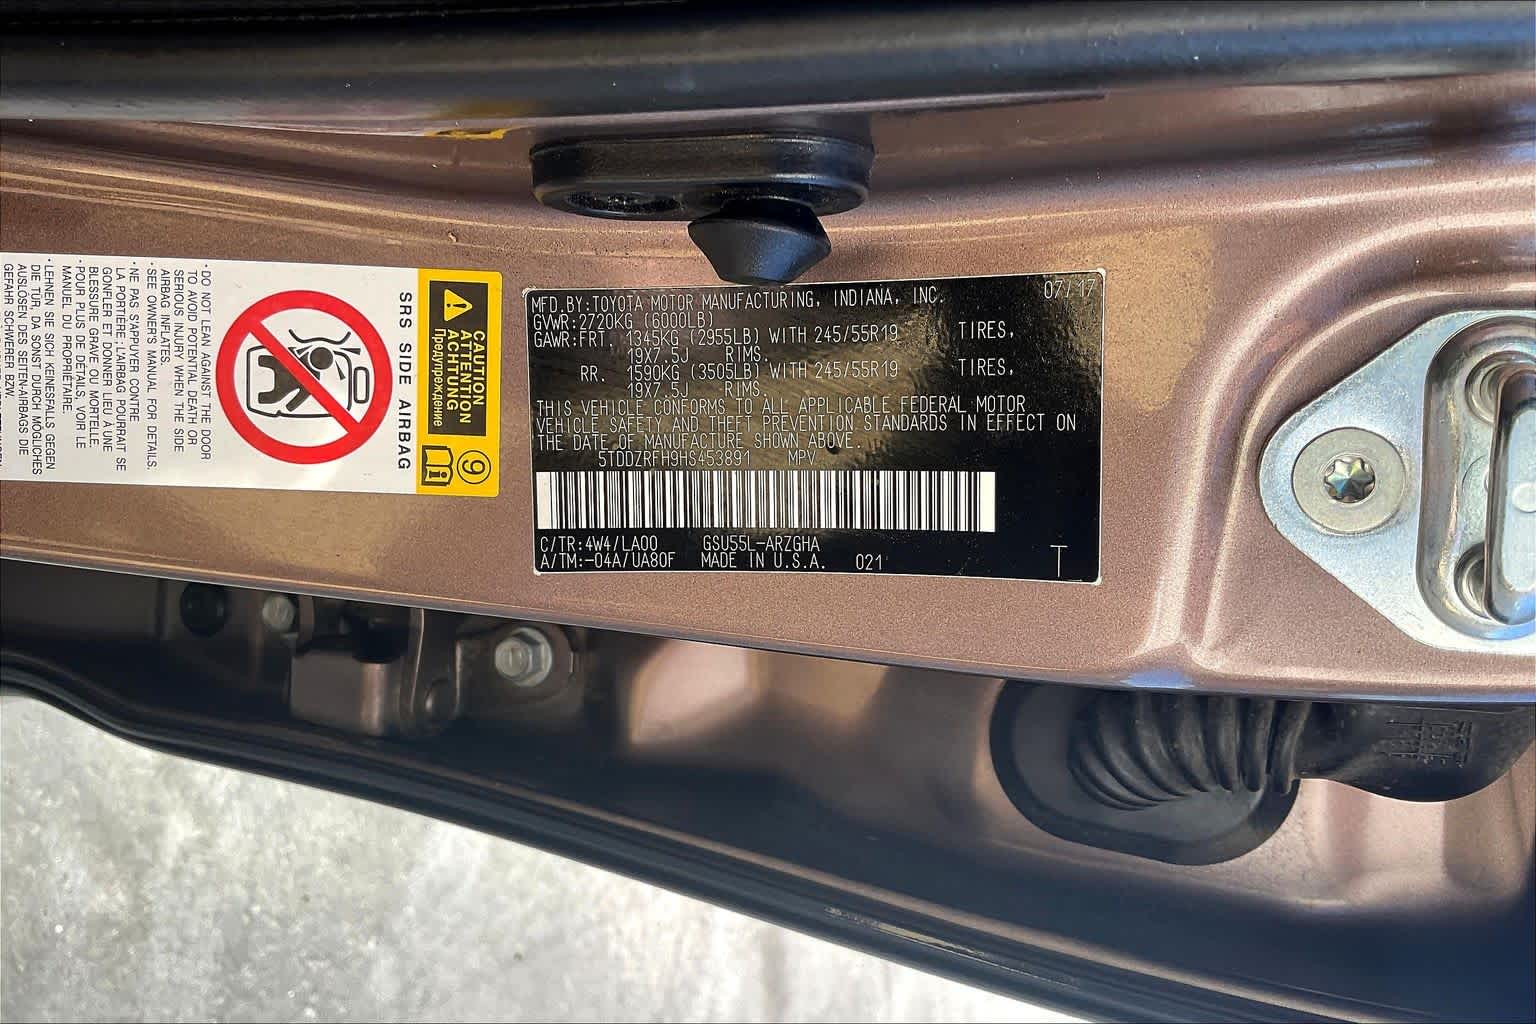 MFD.BY:TOYOTA MOTOR MANUFACTURING, INDIANA, INC. 07/17
GVWR:2720KG (6000LB)
GAWR:FRT. 1345KG (2955LB) WITH 245/55R19 TIRES,
19X7.5J RIMS.
RR. 1590KG (3505LB) WITH 245/55R19 TIRES,
19X7.5J RIMS.
THIS VEHICLE CONFORMS TO ALL APPLICABLE FEDERAL MOTOR
VEHICLE SAFETY AND THEFT PREVENTION STANDARDS IN EFFECT ON
THE DATE OF MANUFACTURE SHOWN ABOVE.
5TDDZRFH9HS453891 MPV
C/TR:4W4/LA00 GSU55L-ARZGHA
A/TM:-04A/UA80F MADE IN U.S.A. 021 T
CAUTION
ATTENTION
ACHTUNG
Предупреждение
9
i
SRS SIDE AIRBAG
・DO NOT LEAN AGAINST THE DOOR
TO AVOID POTENTIAL DEATH OR
SERIOUS INJURY WHEN THE SIDE
AIRBAG INFLATES.
・SEE OWNER'S MANUAL FOR DETAILS.
・NE PAS S'APPUYER CONTRE
LA PORTIERE : L'AIRBAG POURRAIT SE
GONFLER ET DONNER LIEU À UNE
BLESSURE GRAVE OU MORTELLE.
・POUR PLUS DE DÉTAILS, VOIR LE
MANUEL DU PROPRIÉTAIRE.
・LEHNEN SIE SICH KEINESFALLS GEGEN
DIE TÜR, DA SONST DURCH MÖGLICHES
AUSLÖSEN DES SEITEN-AIRBAGS DIE
GEFAHR SCHWERER BZW.